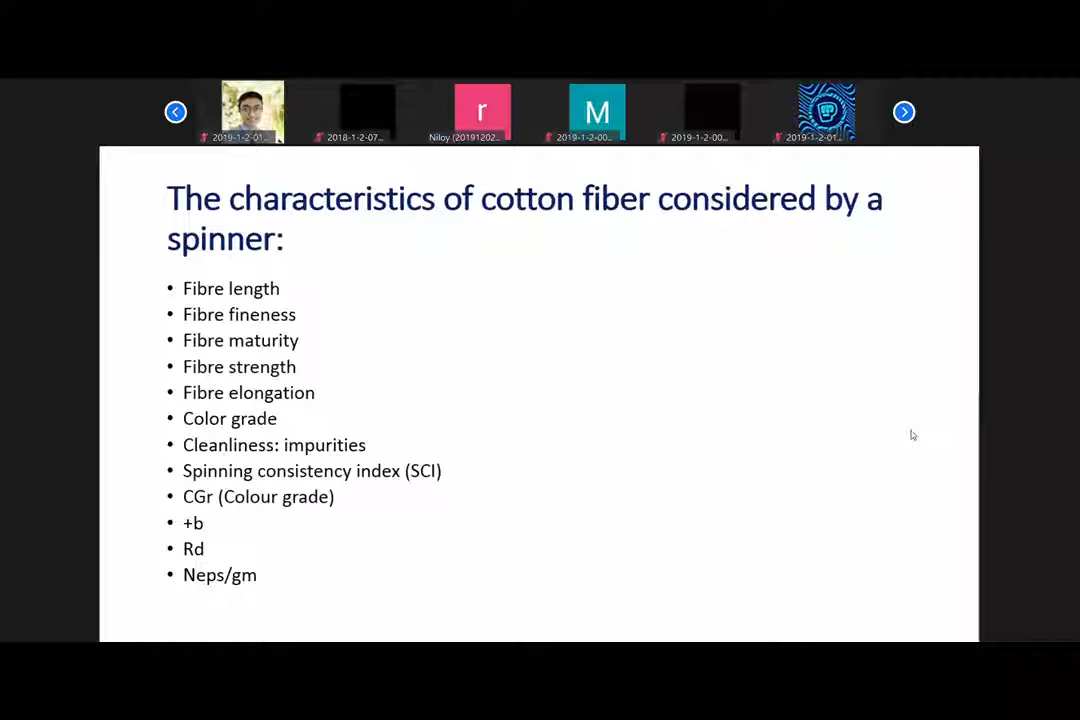 2019-1-2-01...
2018-1-2-07...
r
Niloy (20191202...
M
2019-1-2-00...
2019-1-2-00...
2019-1-2-01...
The characteristics of cotton fiber considered by a
spinner:
• Fibre length
• Fibre fineness
• Fibre maturity
• Fibre strength
• Fibre elongation
• Color grade
• Cleanliness: impurities
• Spinning consistency index (SCI)
• CGr (Colour grade)
• +b
• Rd
• Neps/gm